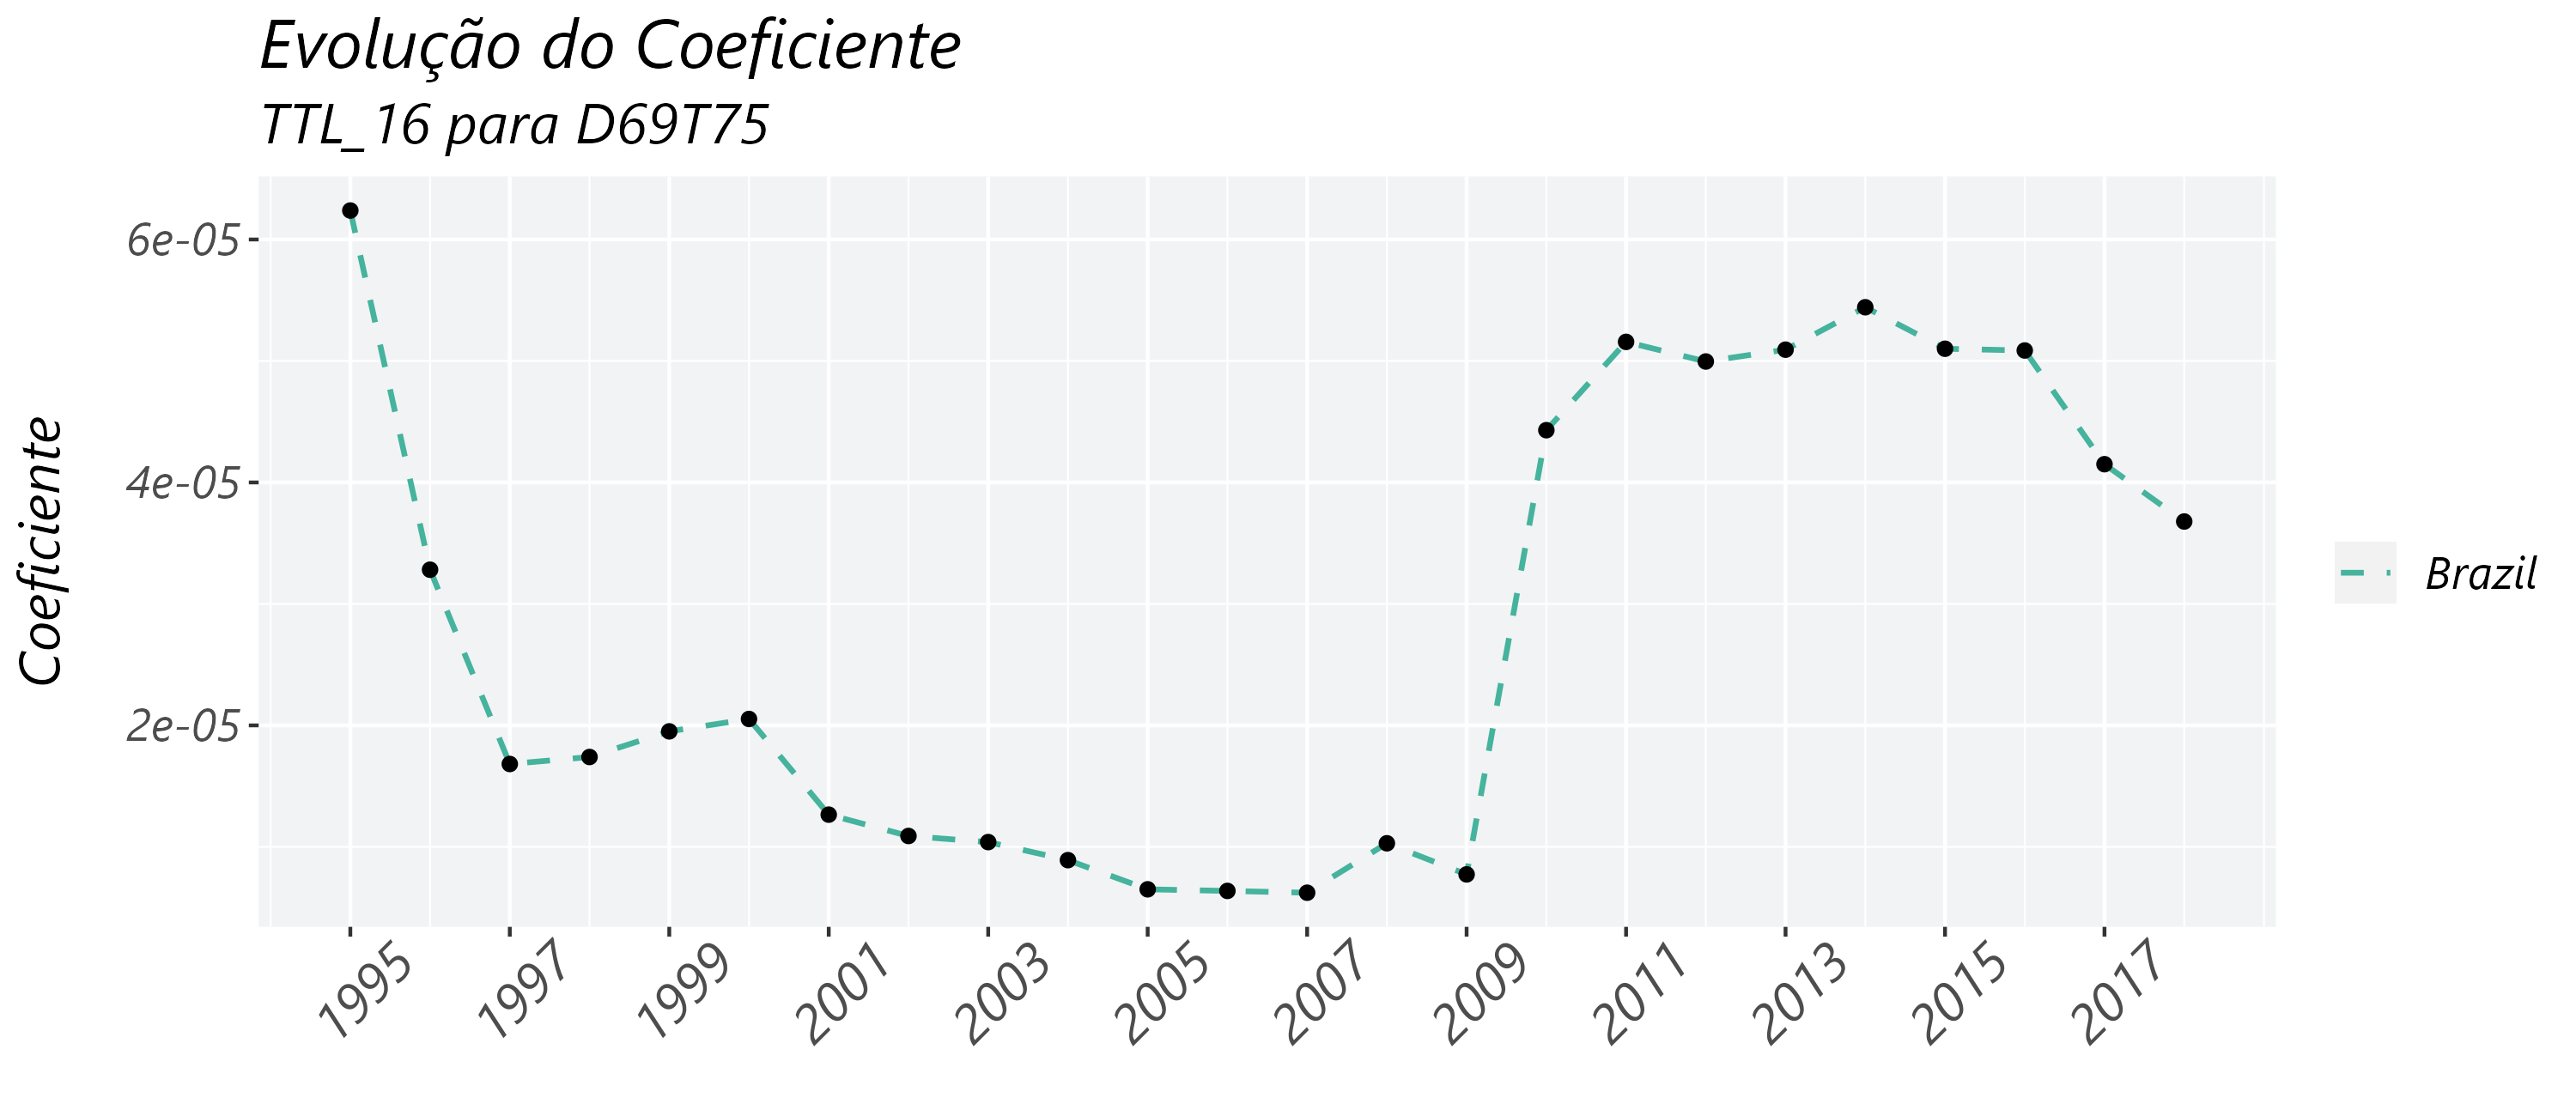 Evolução do Coeficiente
TTL_16 para D69T75
Coeficiente
6e-05
4e-05
2e-05
1995
1997
1999
2001
2003
2005
2007
2009
2011
2013
2015
2017
Brazil